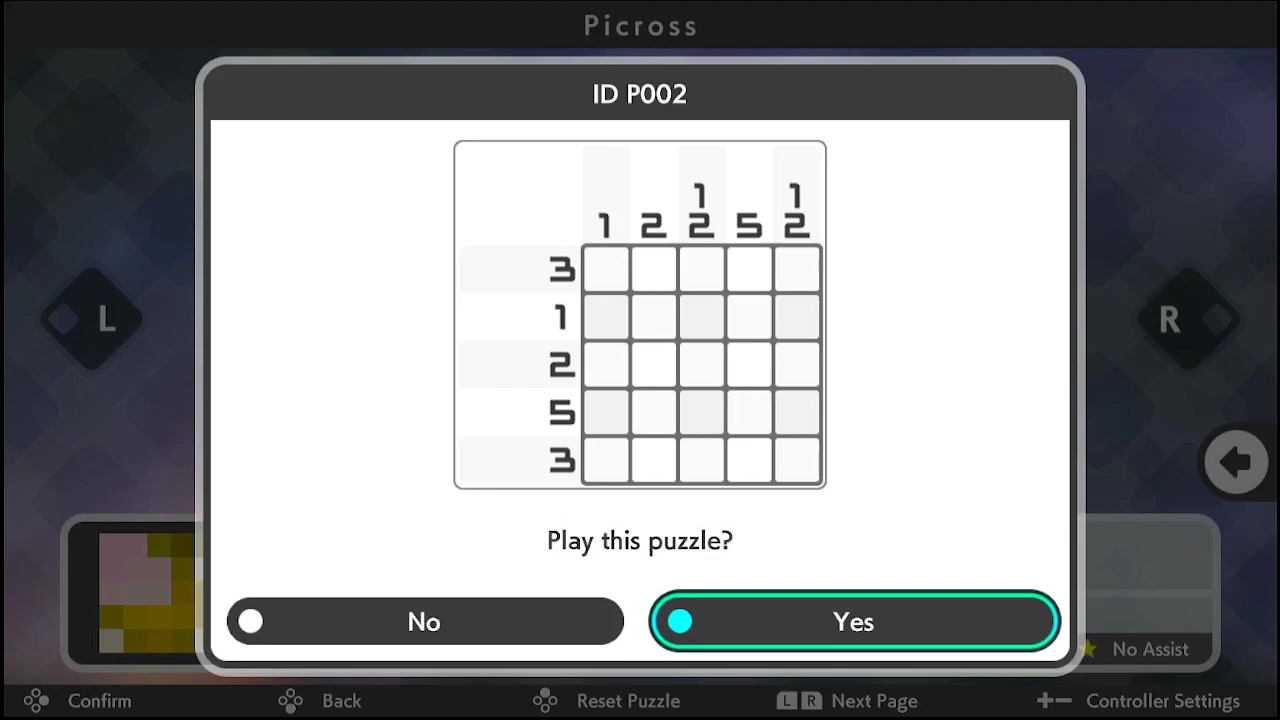 Picross
ID P002
1 1
1 2 2 5 2
3
1
2
5
3
L
R
Play this puzzle?
No
Yes
No Assist
Confirm
Back
Reset Puzzle
L R Next Page
Controller Settings